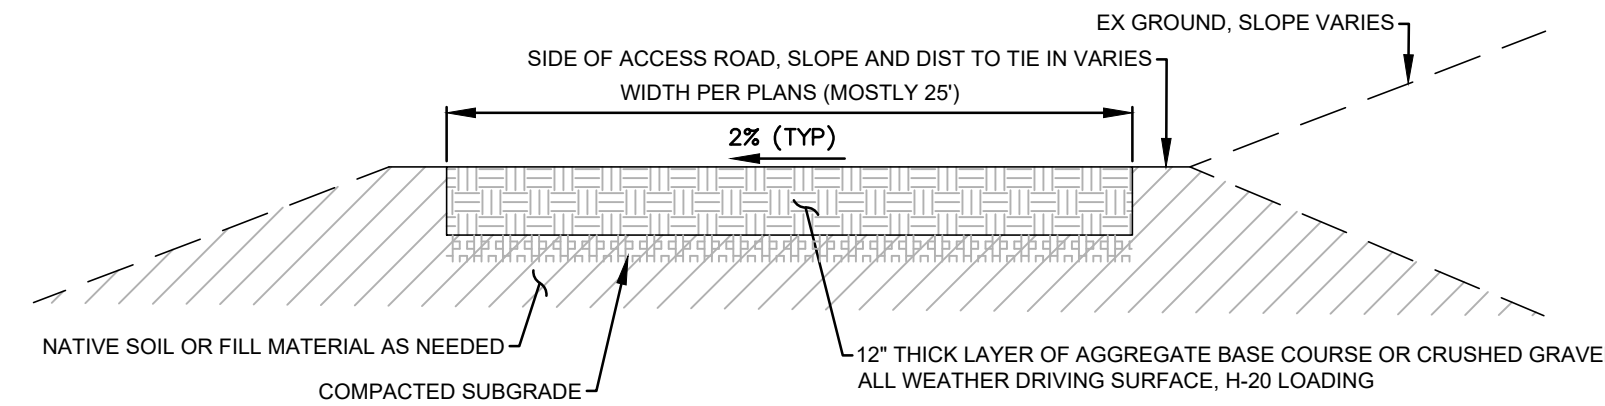 EX GROUND, SLOPE VARIES
SIDE OF ACCESS ROAD, SLOPE AND DIST TO TIE IN VARIES
WIDTH PER PLANS (MOSTLY 25')
2% (TYP)
NATIVE SOIL OR FILL MATERIAL AS NEEDED
COMPACTED SUBGRADE
12" THICK LAYER OF AGGREGATE BASE COURSE OR CRUSHED GRAVE
ALL WEATHER DRIVING SURFACE, H-20 LOADING